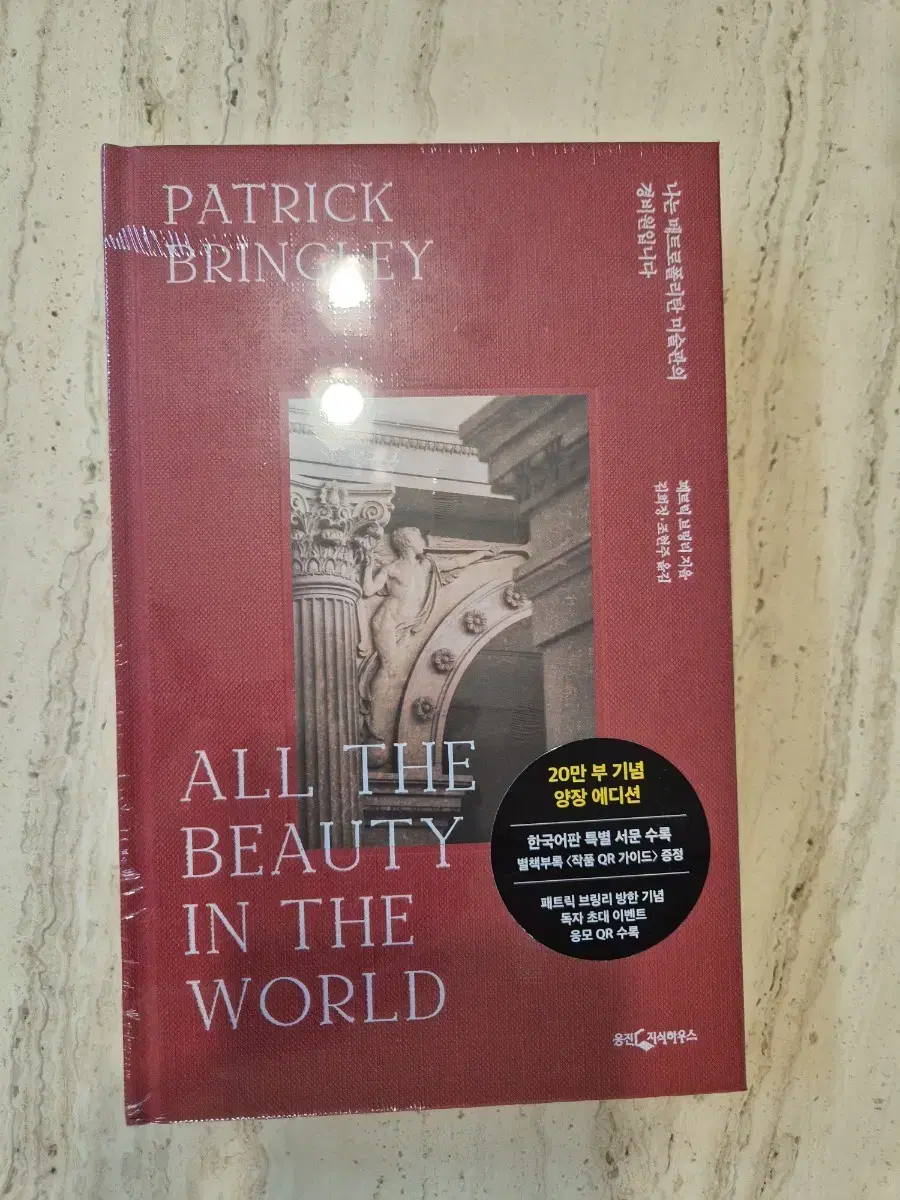 PATRICK
BRINGLEY
나는 메트로폴리탄 미술관의
경비원입니다
패트릭 브링리 지음
김희정·조현주 옮김
ALL THE
BEAUTY
IN THE
WORLD
20만 부 기념
양장 에디션
한국어판 특별 서문 수록
별책부록 <작품 QR 가이드> 증정
패트릭 브링리 방한 기념
독자 초대 이벤트
응모 QR 수록
웅진 지식하우스